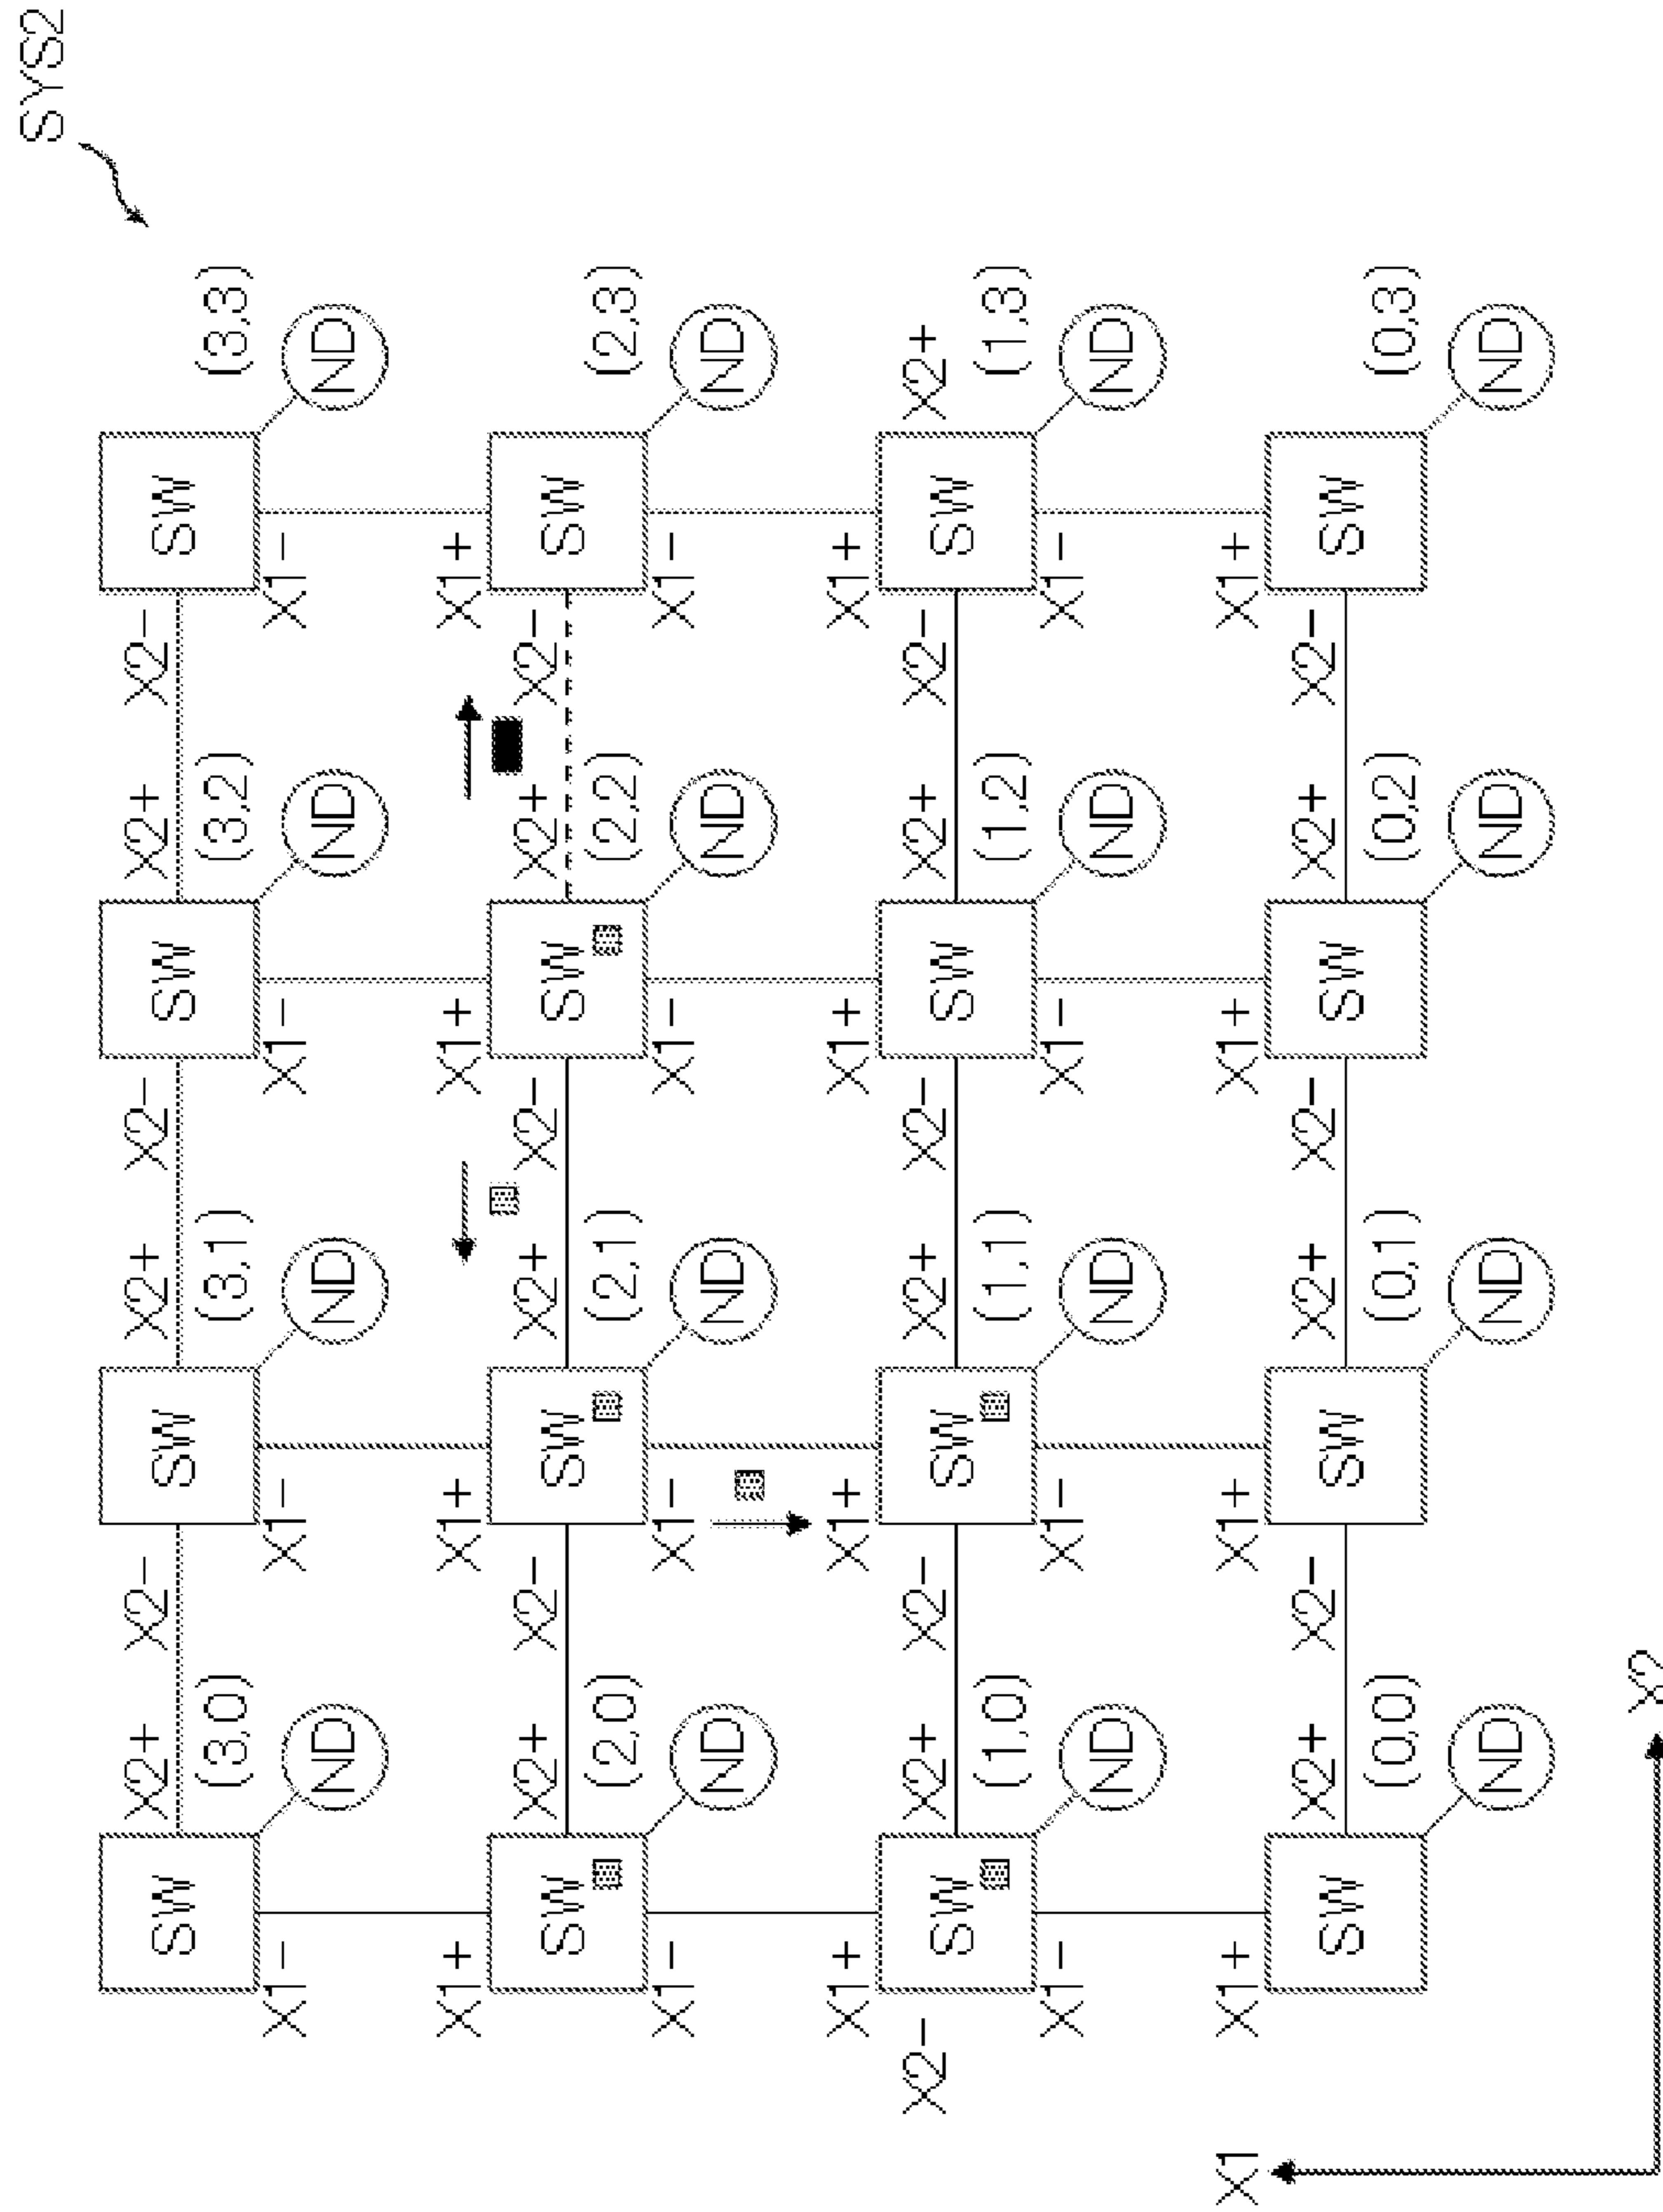 SYS2
X2+ X2- X2+ X2- X2+ X2-
SW SW SW SW
(3,0) (3,1) (3,2) (3,3)
X1- X1- X1- X1-
ND ND ND ND
X1+ X1+ X1+ X1+
X2+ X2- X2+ X2- X2+ X2-
SW SW SW SW
(2,0) (2,1) (2,2) (2,3)
X1- X1- X1- X1-
ND ND ND ND
X1+ X1+ X1+ X1+
X2- X2+ X2- X2+ X2- X2+ X2- X2+
SW SW SW SW
(1,0) (1,1) (1,2) (1,3)
X1- X1- X1- X1-
ND ND ND ND
X1 X1+ X1+ X1+ X1+
X2+ X2- X2+ X2- X2+ X2-
SW SW SW SW
(0,0) (0,1) (0,2) (0,3)
ND ND ND ND
X2